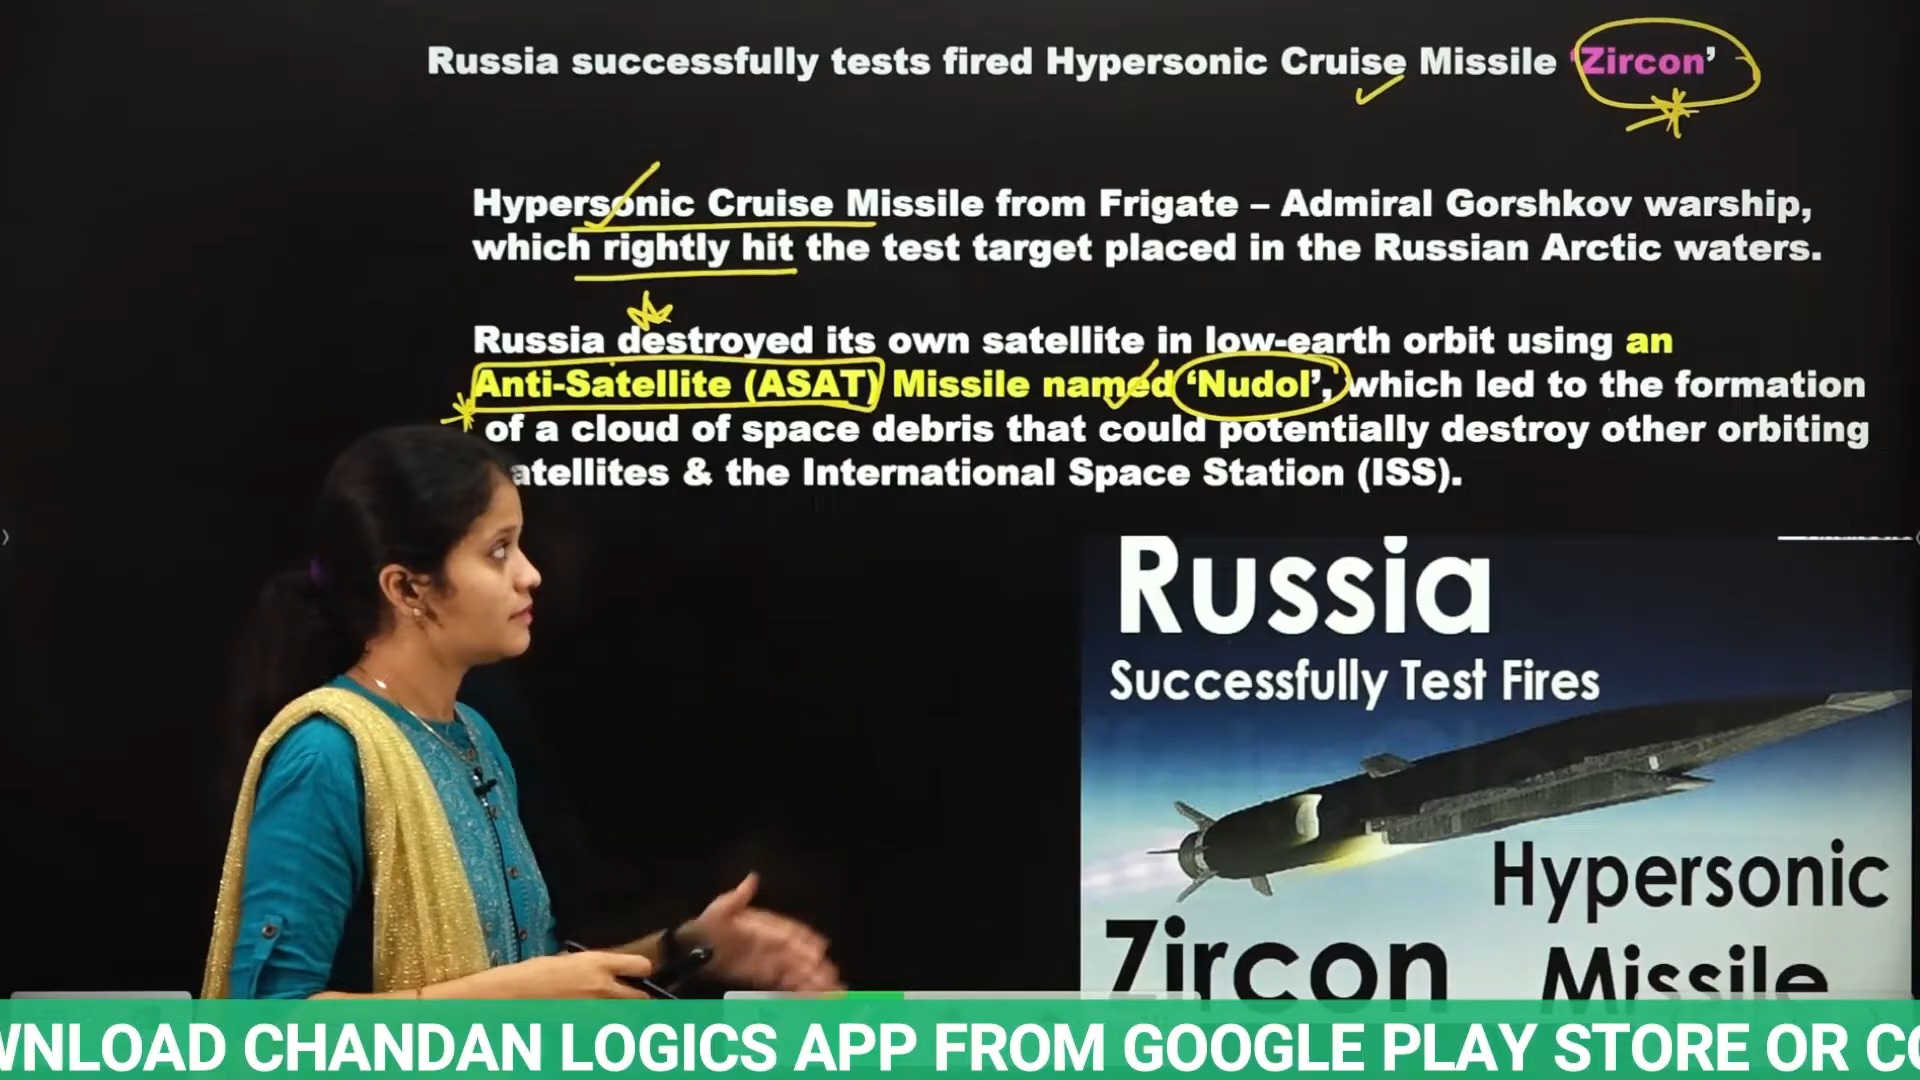 Russia successfully tests fired Hypersonic Cruise Missile ‘Zircon’
Hypersonic Cruise Missile from Frigate – Admiral Gorshkov warship,
which rightly hit the test target placed in the Russian Arctic waters.
Russia destroyed its own satellite in low-earth orbit using an
Anti-Satellite (ASAT) Missile named ‘Nudol’, which led to the formation
of a cloud of space debris that could potentially destroy other orbiting
atellites & the International Space Station (ISS).
Russia
Successfully Test Fires
Hypersonic
Zircon Missile
WNLOAD CHANDAN LOGICS APP FROM GOOGLE PLAY STORE OR CO